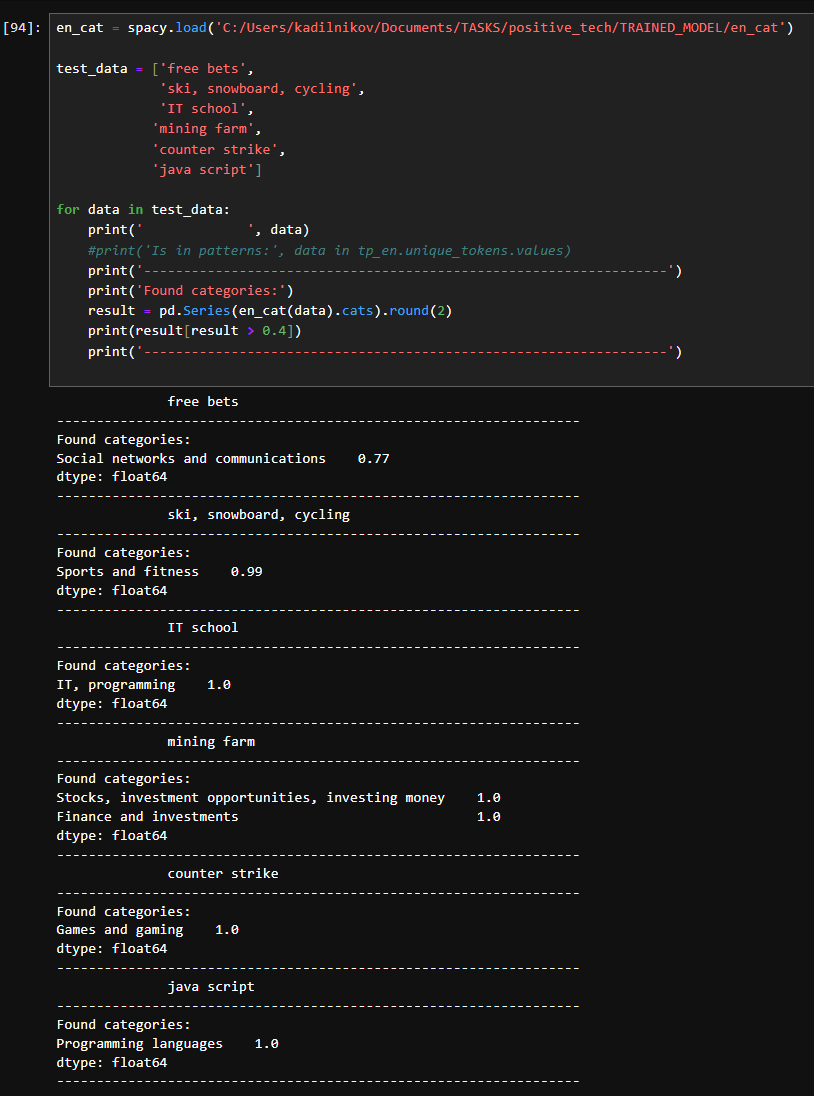 [94]: en_cat = spacy.load('C:/Users/kadilnikov/Documents/TASKS/positive_tech/TRAINED_MODEL/en_cat')
test_data = ['free bets',
'ski, snowboard, cycling',
'IT school',
'mining farm',
'counter strike',
'java script']
for data in test_data:
print('             ', data)
#print('Is in patterns:', data in tp_en.unique_tokens.values)
print('------------------------------------------------------------------')
print('Found categories:')
result = pd.Series(en_cat(data).cats).round(2)
print(result[result > 0.4])
print('------------------------------------------------------------------')
free bets
------------------------------------------------------------------
Found categories:
Social networks and communications    0.77
dtype: float64
------------------------------------------------------------------
ski, snowboard, cycling
------------------------------------------------------------------
Found categories:
Sports and fitness    0.99
dtype: float64
------------------------------------------------------------------
IT school
------------------------------------------------------------------
Found categories:
IT, programming    1.0
dtype: float64
------------------------------------------------------------------
mining farm
------------------------------------------------------------------
Found categories:
Stocks, investment opportunities, investing money    1.0
Finance and investments                              1.0
dtype: float64
------------------------------------------------------------------
counter strike
------------------------------------------------------------------
Found categories:
Games and gaming    1.0
dtype: float64
------------------------------------------------------------------
java script
------------------------------------------------------------------
Found categories:
Programming languages    1.0
dtype: float64
------------------------------------------------------------------